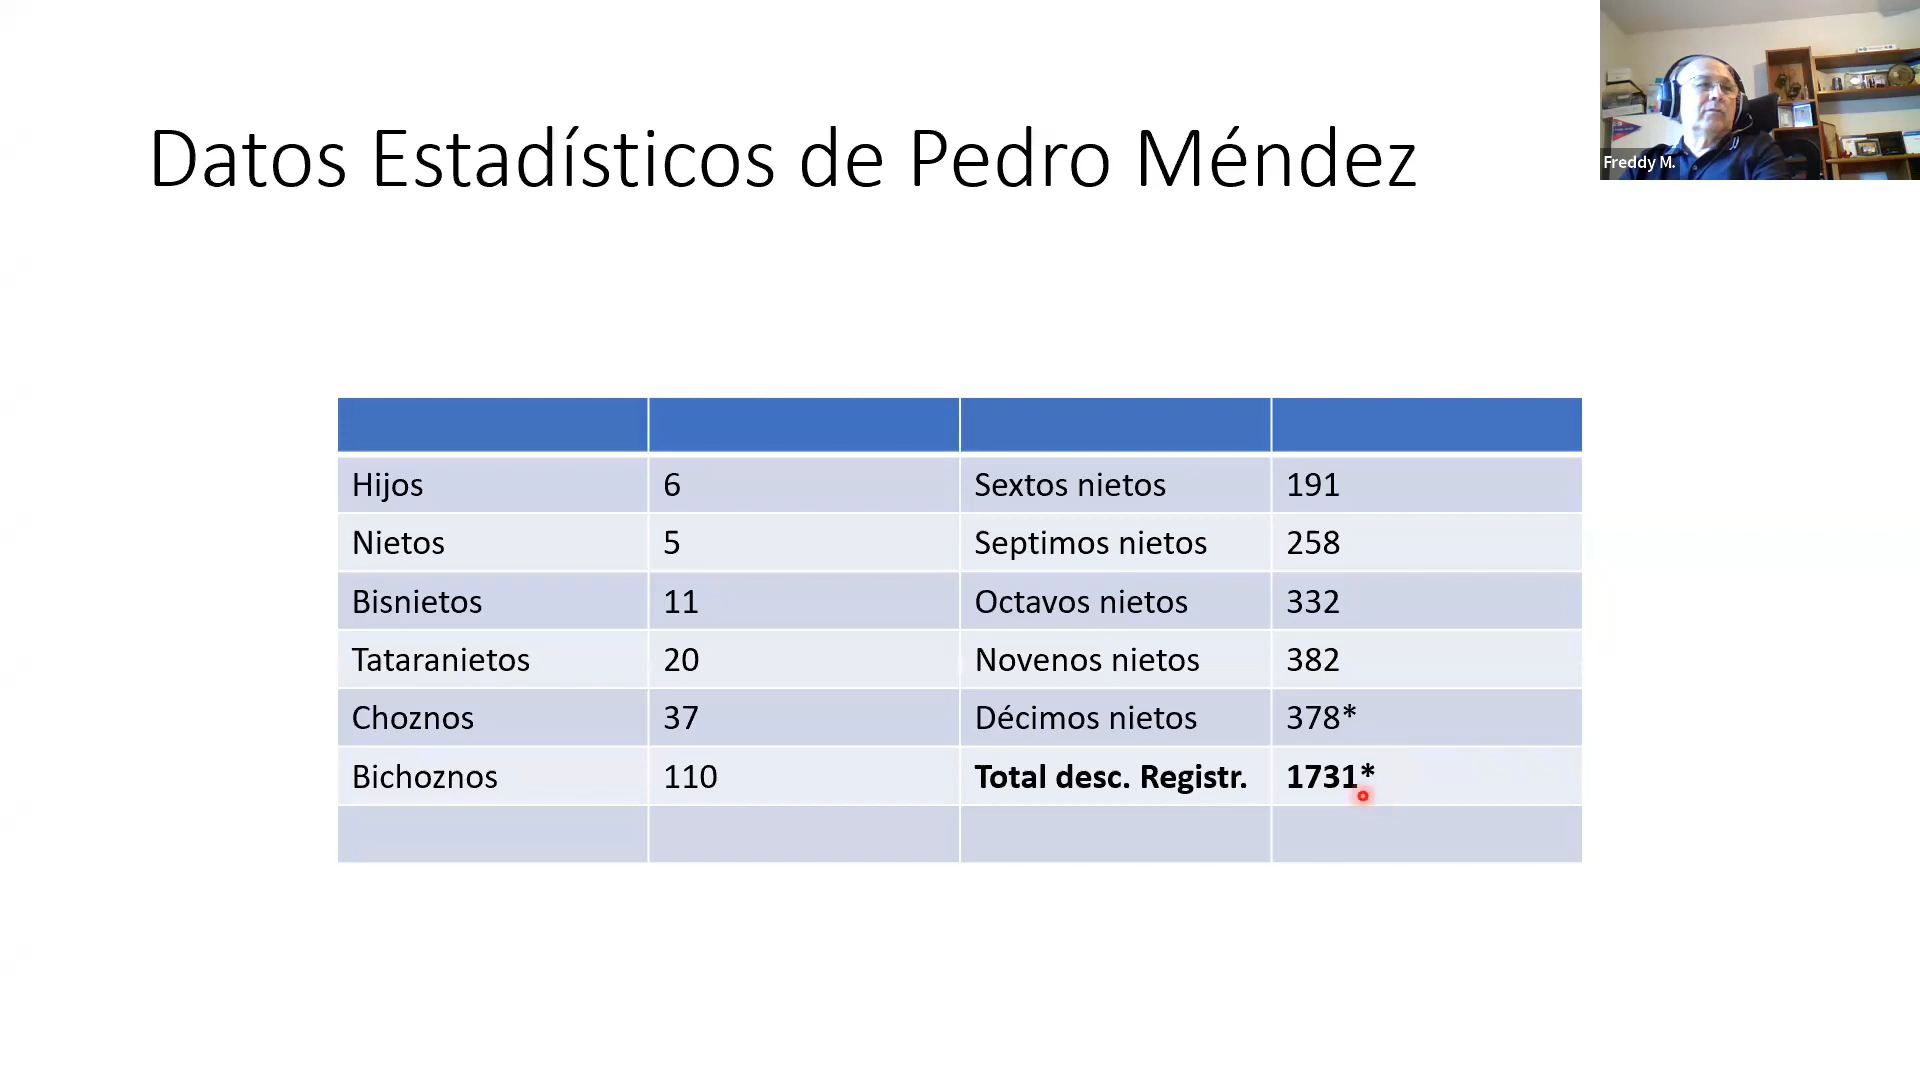 Datos Estadísticos de Pedro Méndez
Freddy M.
Hijos 6 Sextos nietos 191
Nietos 5 Septimos nietos 258
Bisnietos 11 Octavos nietos 332
Tataranietos 20 Novenos nietos 382
Choznos 37 Décimos nietos 378*
Bichoznos 110 Total desc. Registr. 1731*